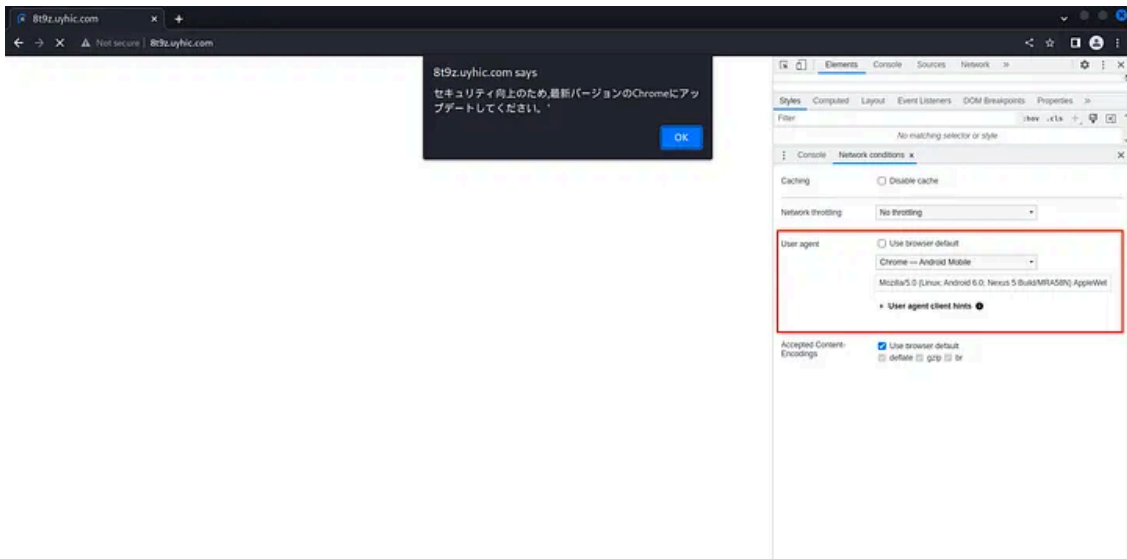 8t9z.uyhic.com
Not secure
8t9z.uyhic.com
8t9z.uyhic.com says
セキュリティ向上のため,最新バージョンのChromeにアッ
プデートしてください。'
OK
Elements Console Sources Network »
Styles Computed Layout Event Listeners DOM Breakpoints Properties »
Filter :hov .cls +
No matching selector or style
Console Network conditions x
Caching Disable cache
Network throttling No throttling
User agent Use browser default
Chrome — Android Mobile
Mozilla/5.0 (Linux; Android 6.0; Nexus 5 Build/MRA58N) AppleWet
User agent client hints
Accepted Content-
Encodings
Use browser default
deflate gzip br